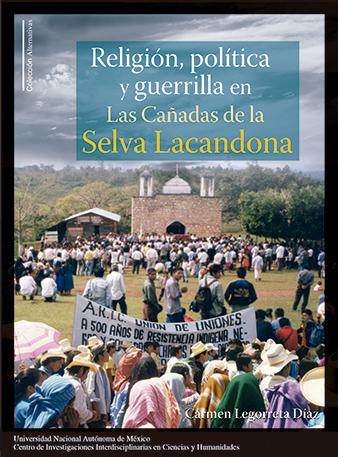 Colección Alternativas
Religión, política
y guerrilla en
Las Cañadas de la
Selva Lacandona
A.R.I.C. UNION DE UNIONES
A 500 AÑOS DE RESISTENCIA INDIGENA, NE-
Carmen Legorreta Díaz
Universidad Nacional Autónoma de México
Centro de Investigaciones Interdisciplinarias en Ciencias y Humanidades